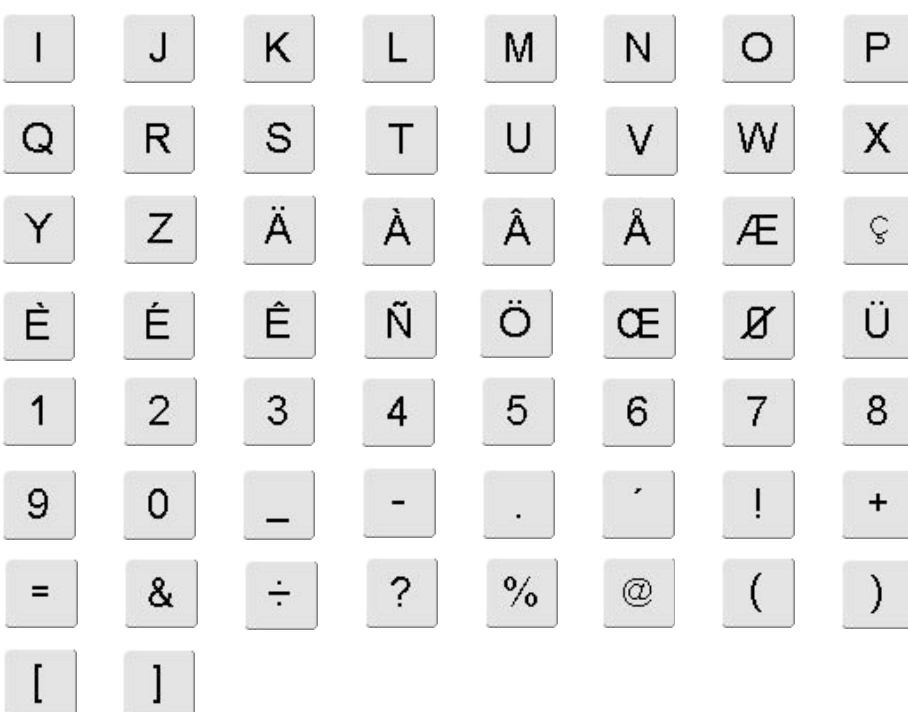 I J K L M N O P
Q R S T U V W X
Y Z Ä À Â Å Æ ç
È É Ê Ñ Ö Œ Ø Ü
1 2 3 4 5 6 7 8
9 0 _ - . ´ ! +
= & ÷ ? % @ ( )
[ ]